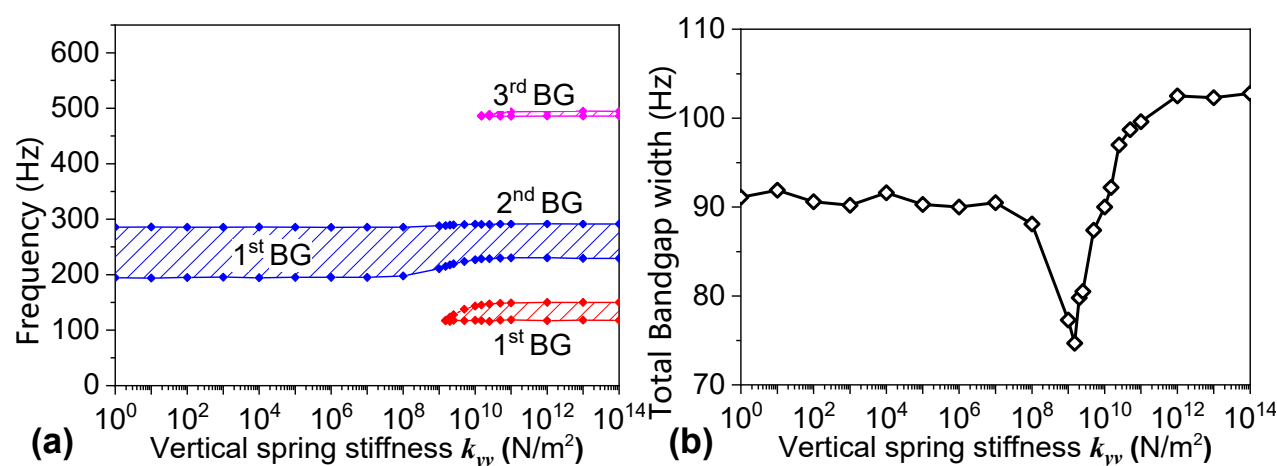 600
500
400
300
200
100
0
Frequency (Hz)
3rd BG
2nd BG
1st BG
1st BG
10^0 10^2 10^4 10^6 10^8 10^10 10^12 10^14
(a) Vertical spring stiffness k_yy (N/m²)
110
100
90
80
70
Total Bandgap width (Hz)
10^0 10^2 10^4 10^6 10^8 10^10 10^12 10^14
(b) Vertical spring stiffness k_yy (N/m²)